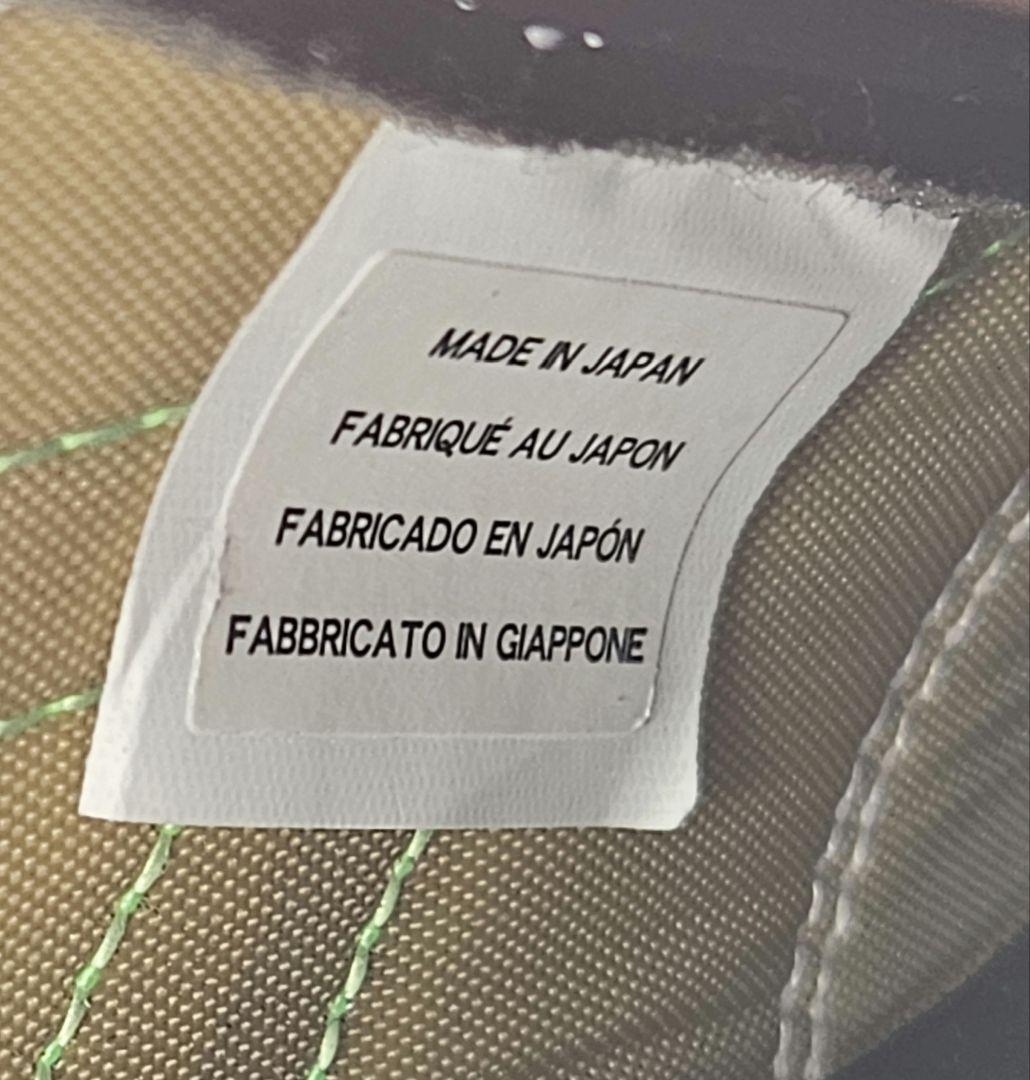 MADE IN JAPAN
FABRIQUÉ AU JAPON
FABRICADO EN JAPÓN
FABBRICATO IN GIAPPONE